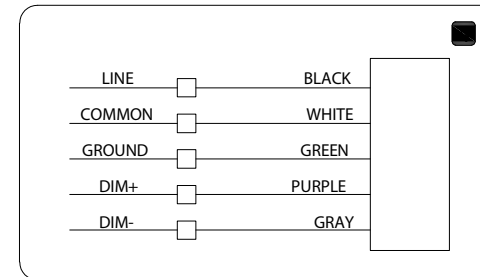 LINE BLACK
COMMON WHITE
GROUND GREEN
DIM+ PURPLE
DIM- GRAY